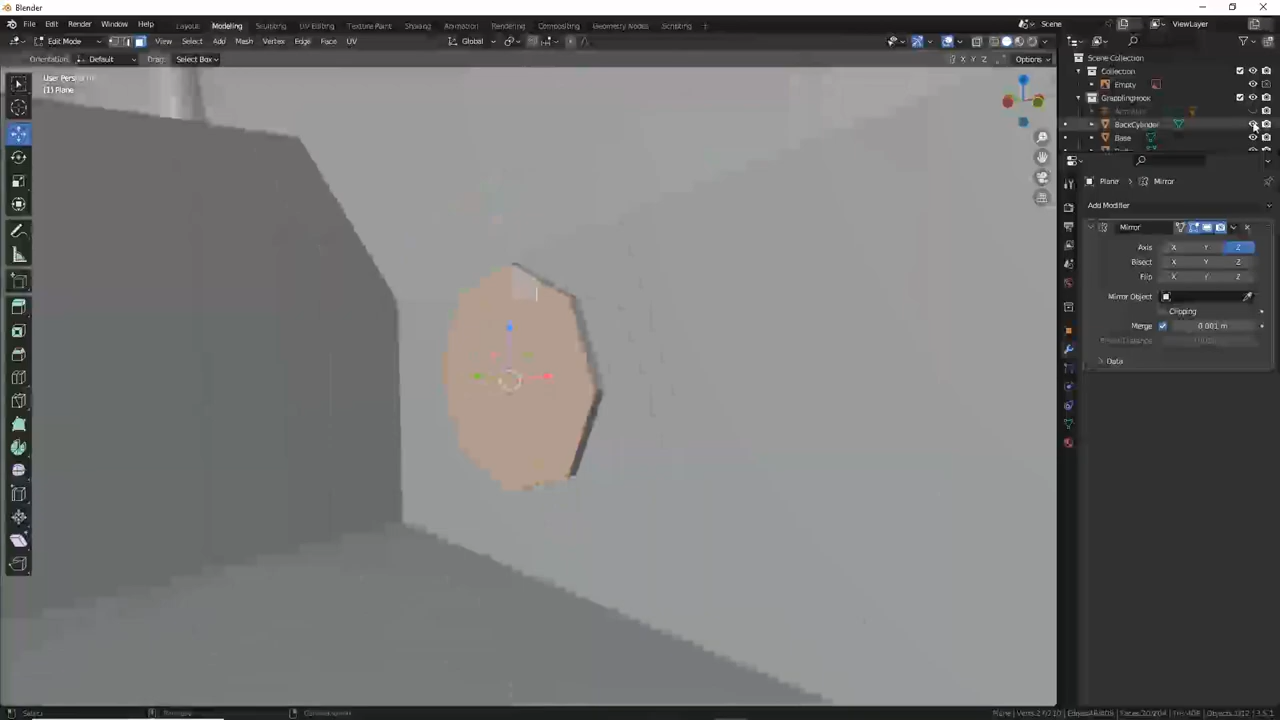 Blender
File Edit Render Window Help Layout Modeling Sculpting UV Editing Texture Paint Shading Animation Rendering Compositing Geometry Nodes Scripting Scene ViewLayer
Edit Mode View Select Add Mesh Vertex Edge Face UV Global
Orientation: Default Drag: Select Box X Y Z Options
User Persp
(1) Plane
Scene Collection
Collection
Empty
GrapplingHook
BackCylinder
Base
Plane > Mirror
Add Modifier
Mirror
Axis X Y Z
Bisect X Y Z
Flip X Y Z
Mirror Object
Clipping
Merge 0.001 m
Data
Select